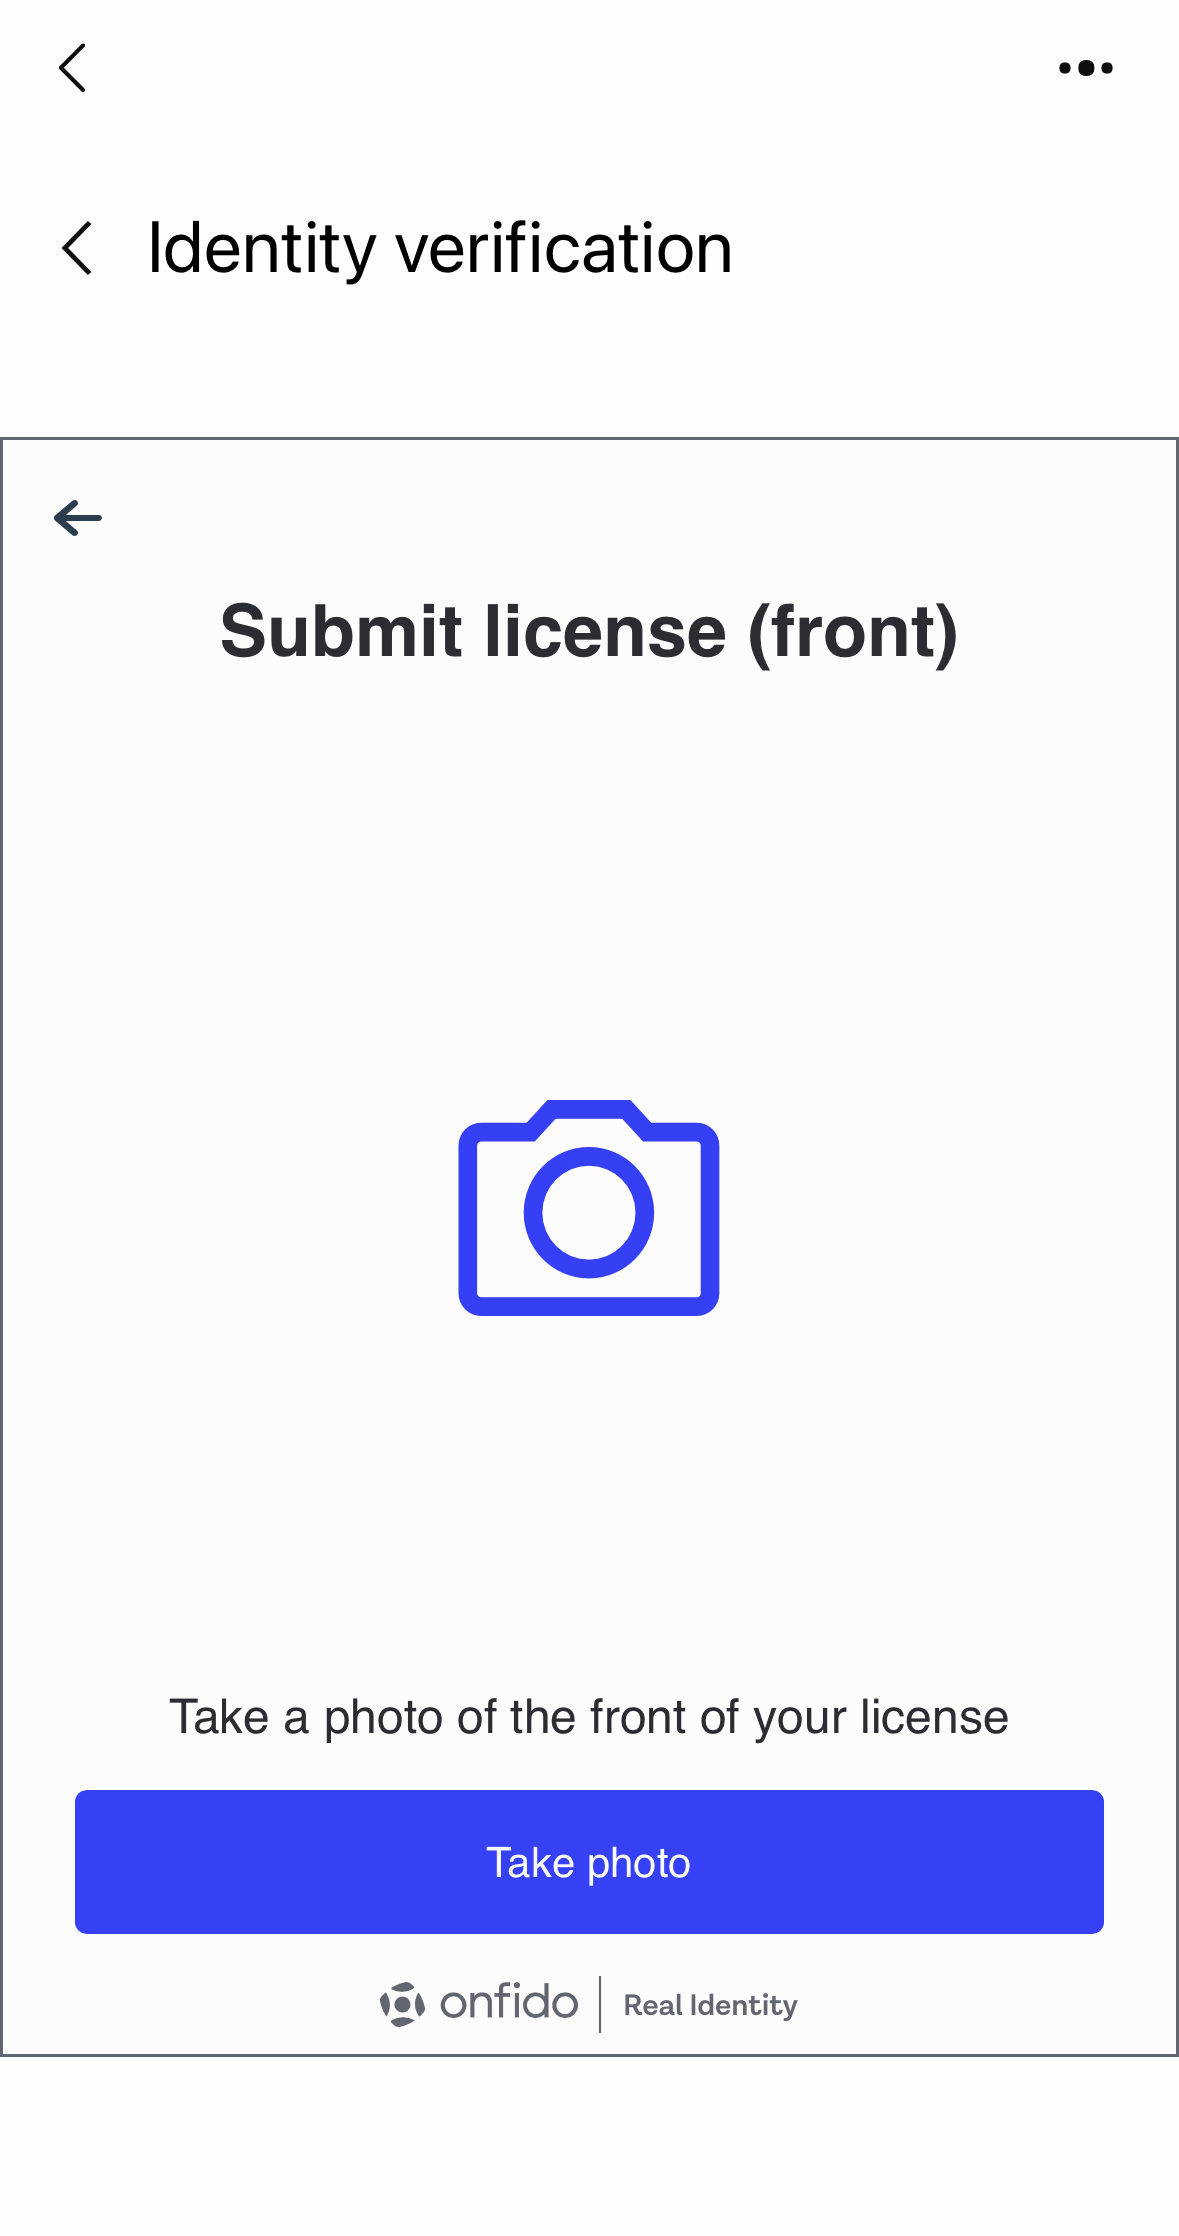 Identity verification
Submit license (front)
Take a photo of the front of your license
Take photo
onfido | Real Identity